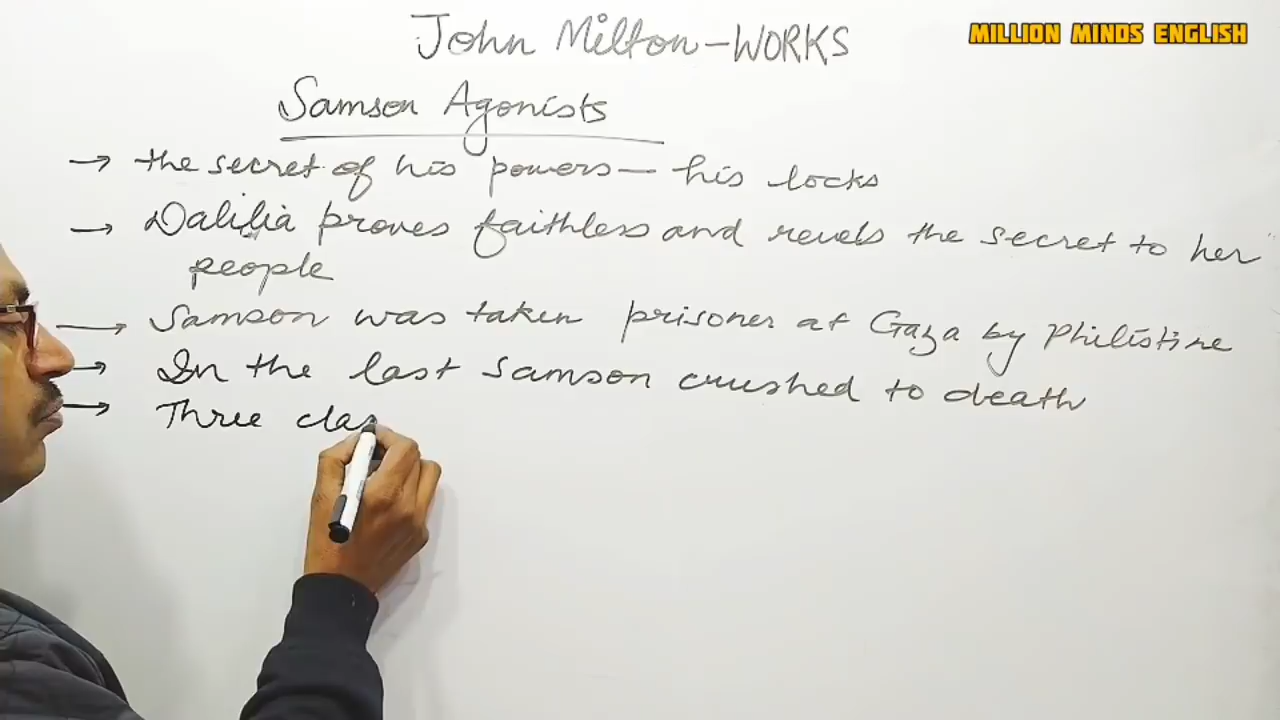 John Milton - WORKS
MILLION MINDS ENGLISH
Samson Agonists
→ the secret of his powers — his locks
→ Dalilia proves faithless and revels the secret to her
people
→ Samson was taken prisoner at Gaza by Philistine
→ In the last Samson crushed to death
→ Three clas